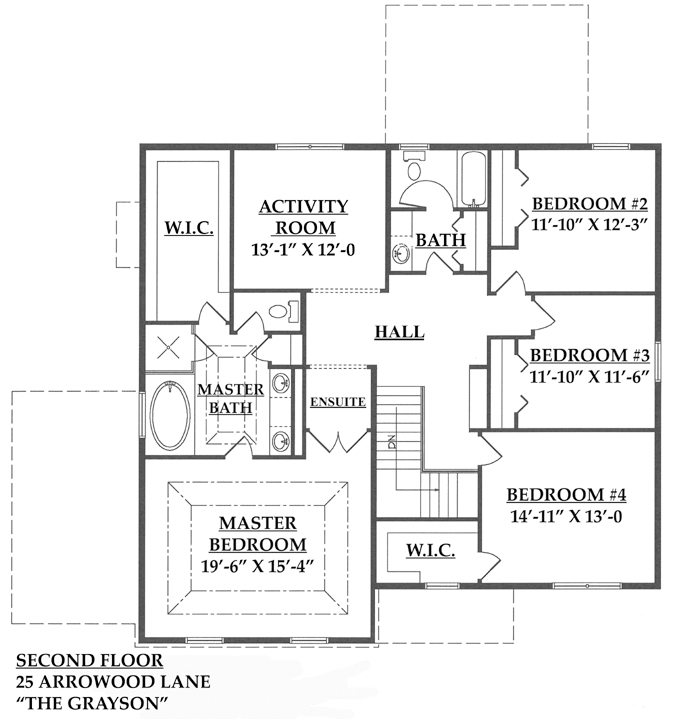 W.I.C.
ACTIVITY
ROOM
13'-1" X 12'-0
BATH
BEDROOM #2
11'-10" X 12'-3"
HALL
BEDROOM #3
11'-10" X 11'-6"
MASTER
BATH
ENSUITE
DN
MASTER
BEDROOM
19'-6" X 15'-4"
BEDROOM #4
14'-11" X 13'-0
W.I.C.
SECOND FLOOR
25 ARROWOOD LANE
“THE GRAYSON”